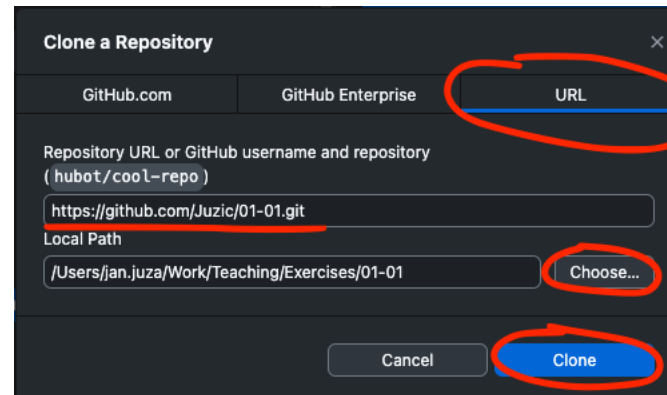 Clone a Repository
GitHub.com
GitHub Enterprise
URL
Repository URL or GitHub username and repository
(hubot/cool-repo)
https://github.com/Juzic/01-01.git
Local Path
/Users/jan.juza/Work/Teaching/Exercises/01-01
Choose...
Cancel
Clone